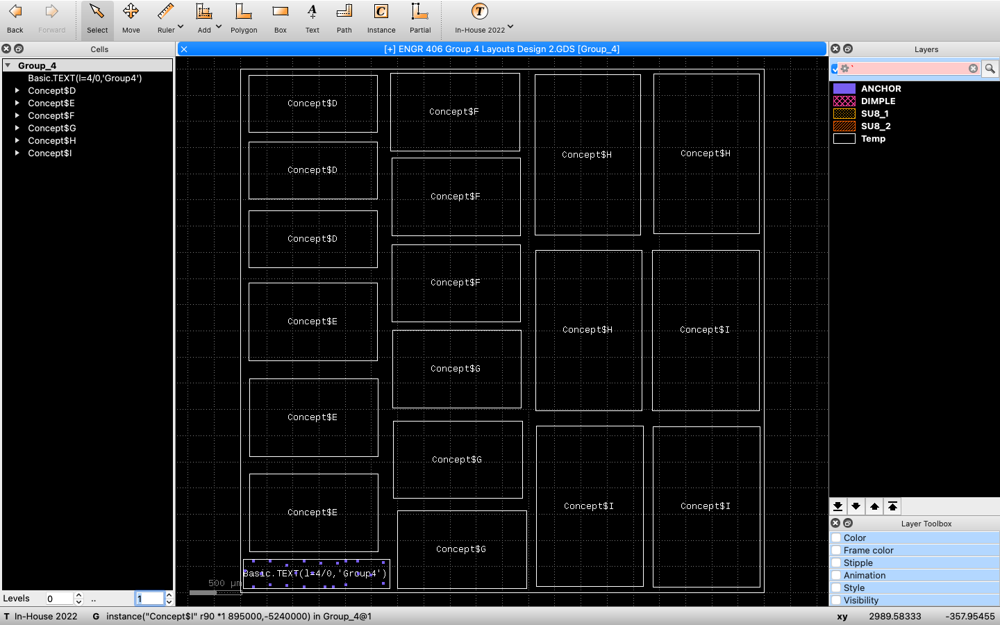 Back Forward Select Move Ruler Add Polygon Box Text Path Instance Partial In-House 2022
Cells
[+] ENGR 406 Group 4 Layouts Design 2.GDS [Group_4]
Layers
Group_4
Basic.TEXT(l=4/0,'Group4')
Concept$D
Concept$E
Concept$F
Concept$G
Concept$H
Concept$I
Concept$D
Concept$D
Concept$D
Concept$E
Concept$E
Concept$E
Basic.TEXT(l=4/0,'Group4')
500 µm
Concept$F
Concept$F
Concept$F
Concept$G
Concept$G
Concept$G
Concept$H
Concept$H
Concept$I
Concept$H
Concept$I
Concept$I
ANCHOR
DIMPLE
SU8_1
SU8_2
Temp
Layer Toolbox
Color
Frame color
Stipple
Animation
Style
Visibility
Levels 0 .. 1
T In-House 2022 G instance("Concept$I" r90 *1 895000,-5240000) in Group_4@1 xy 2989.58333 -357.95455